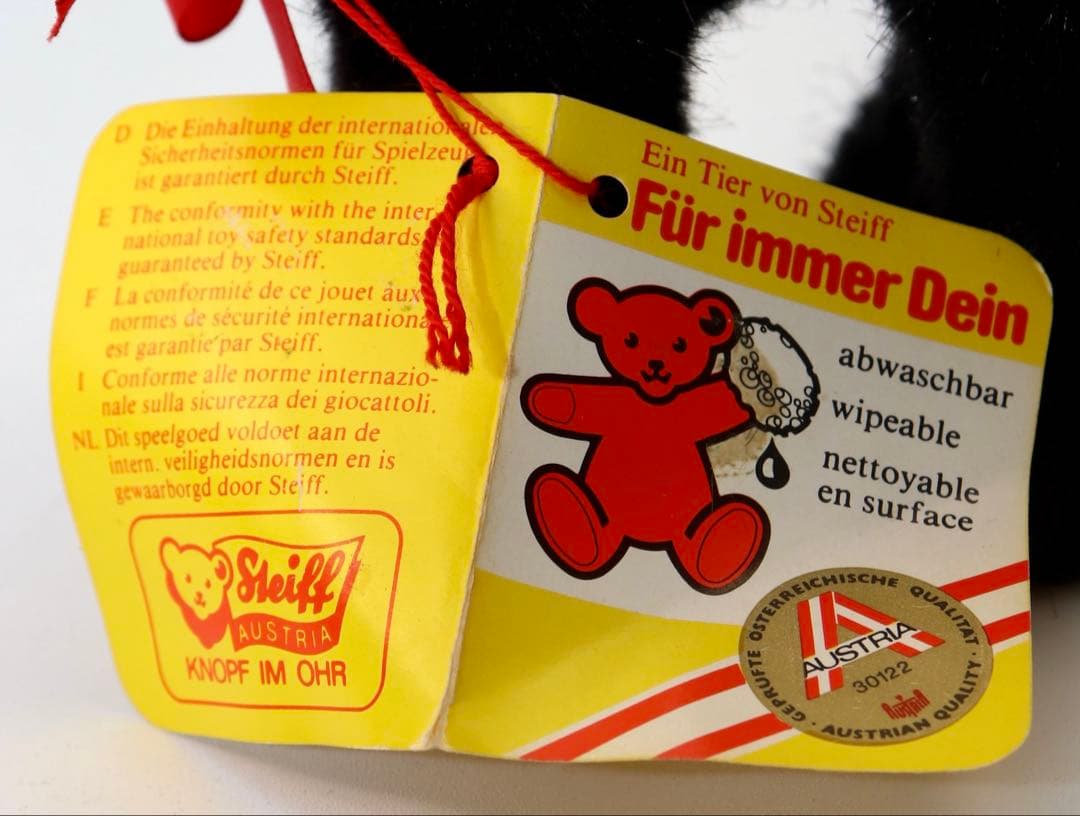 D Die Einhaltung der internationalen
Sicherheitsnormen für Spielzeu
ist garantiert durch Steiff.
E The conformity with the inter
national toy safety standards
guaranteed by Steiff.
F La conformité de ce jouet aux
normes de sécurité internationa
est garantie par Steiff.
I Conforme alle norme internazio-
nale sulla sicurezza dei giocattoli.
NL Dit speelgoed voldoet aan de
intern. veiligheidsnormen en is
gewaarborgd door Steiff.
Steiff
AUSTRIA
KNOPF IM OHR
Ein Tier von Steiff
Für immer Dein
abwaschbar
wipeable
nettoyable
en surface
GEPRÜFTE ÖSTERREICHISCHE QUALITÄT
AUSTRIA
30122
· AUSTRIAN QUALITY ·